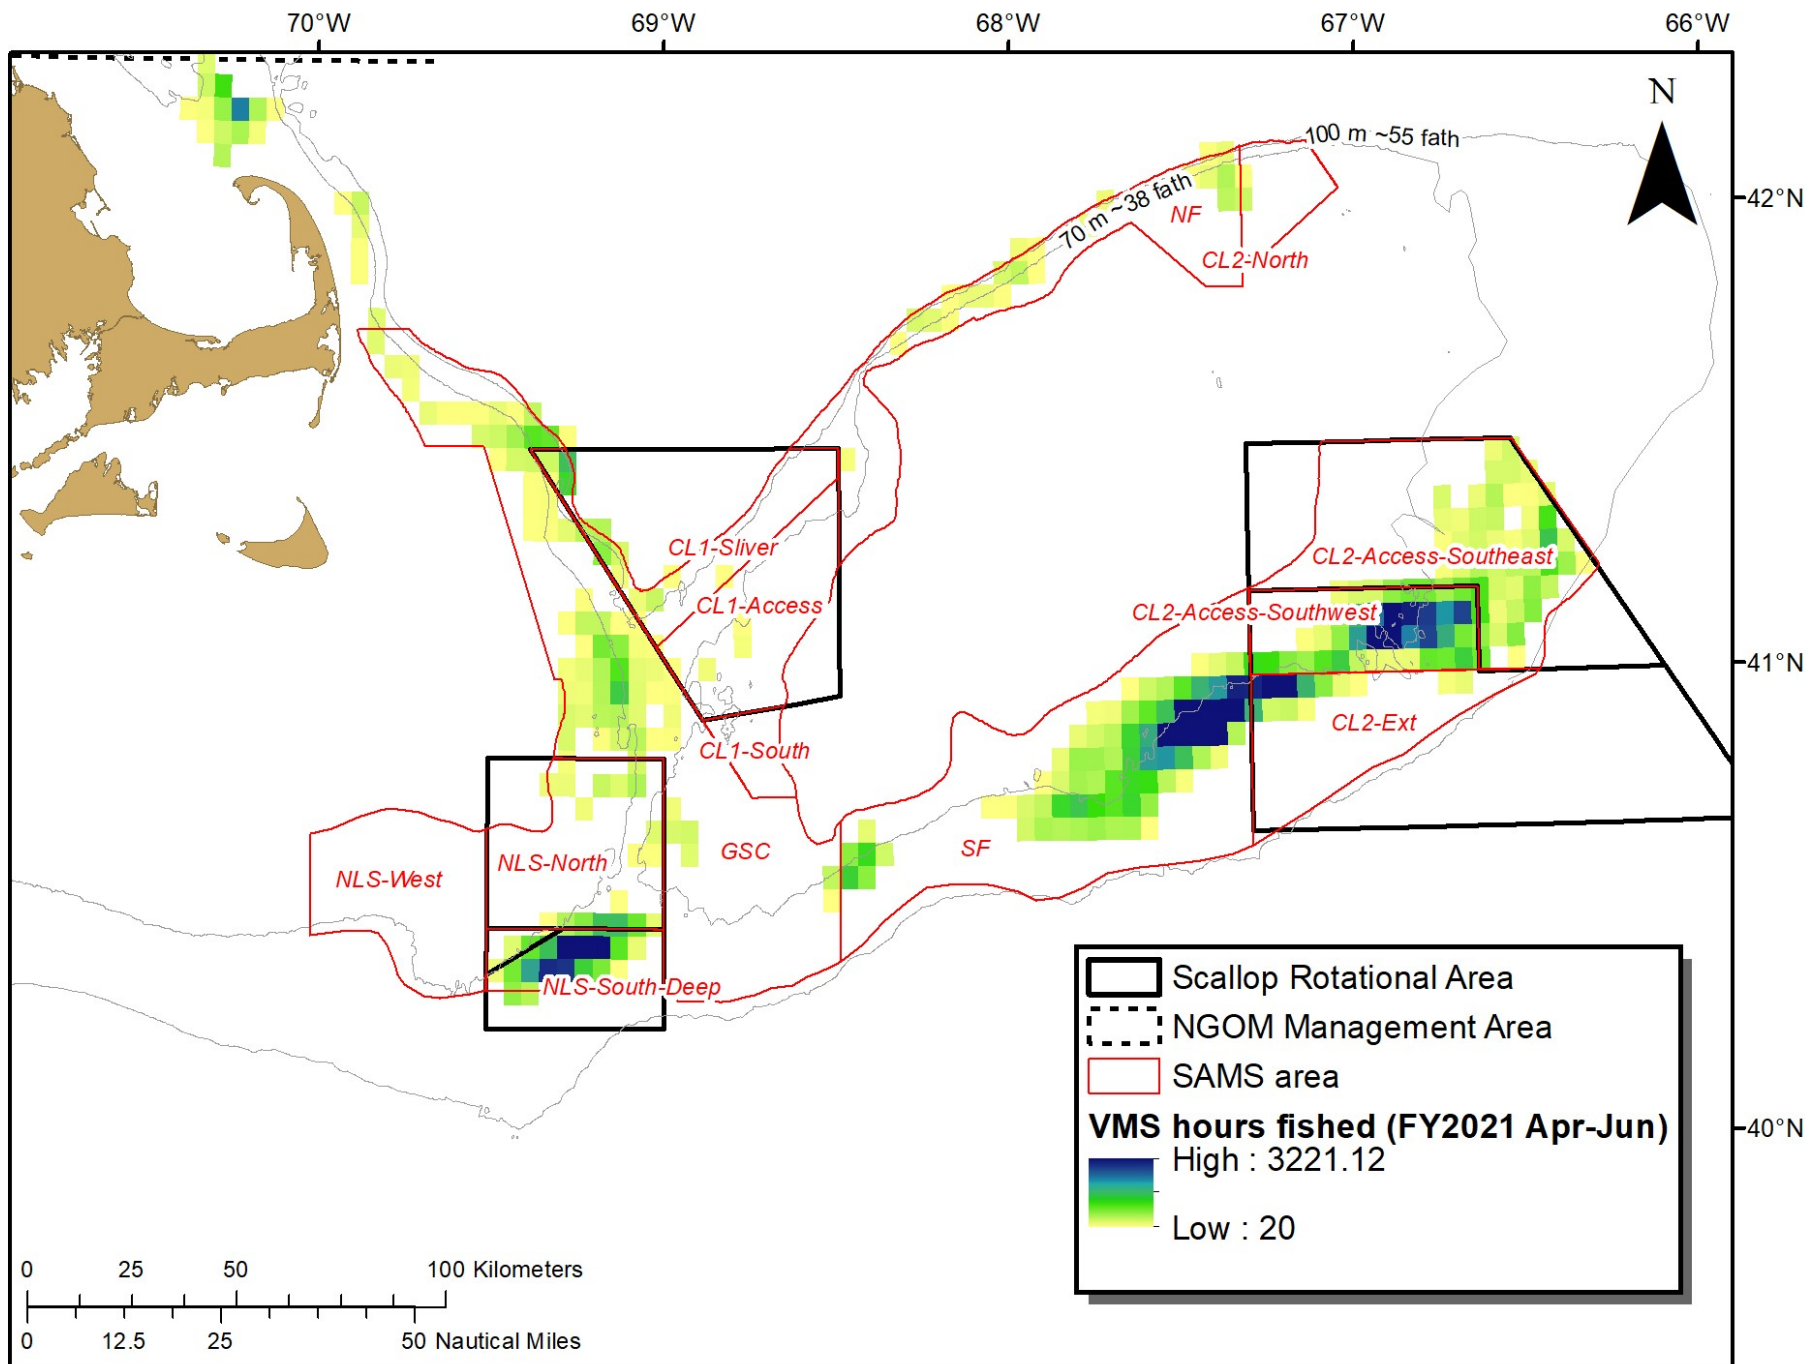 70°W 69°W 68°W 67°W 66°W
N
100 m ~55 fath
42°N
70 m ~38 fath
NF
CL2-North
CL1-Sliver
CL2-Access-Southeast
CL1-Access
CL2-Access-Southwest
41°N
CL2-Ext
CL1-South
GSC
SF
NLS-North
NLS-West
NLS-South-Deep
Scallop Rotational Area
NGOM Management Area
SAMS area
VMS hours fished (FY2021 Apr-Jun)
High : 3221.12
Low : 20
40°N
0 25 50 100 Kilometers
0 12.5 25 50 Nautical Miles